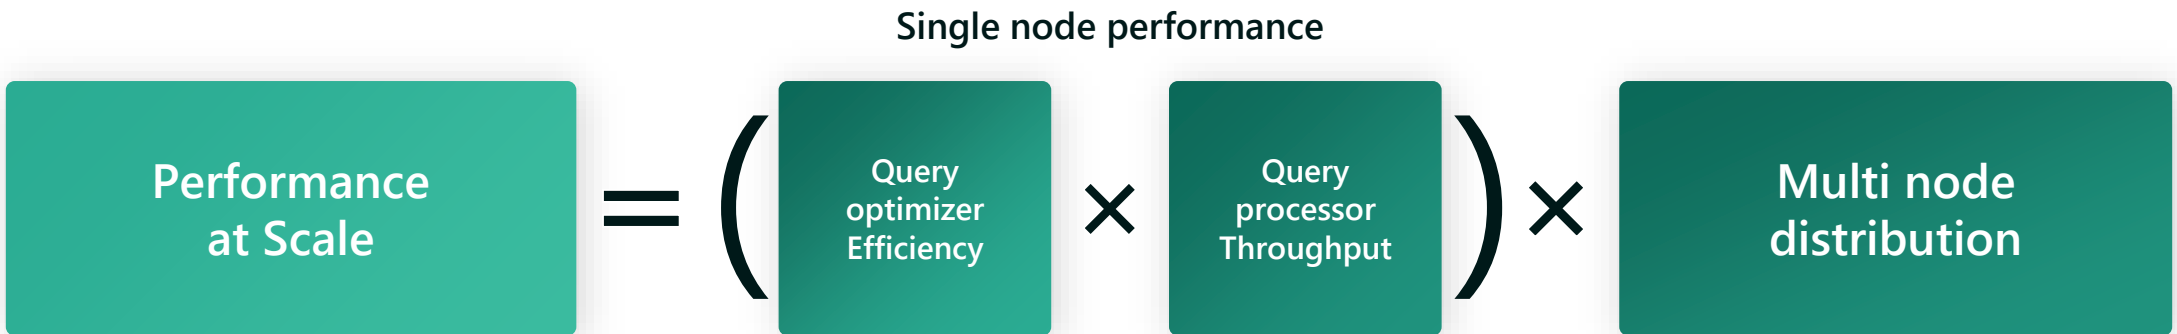 Single node performance
Performance
at Scale
=
(
Query
optimizer
Efficiency
×
Query
processor
Throughput
)
×
Multi node
distribution